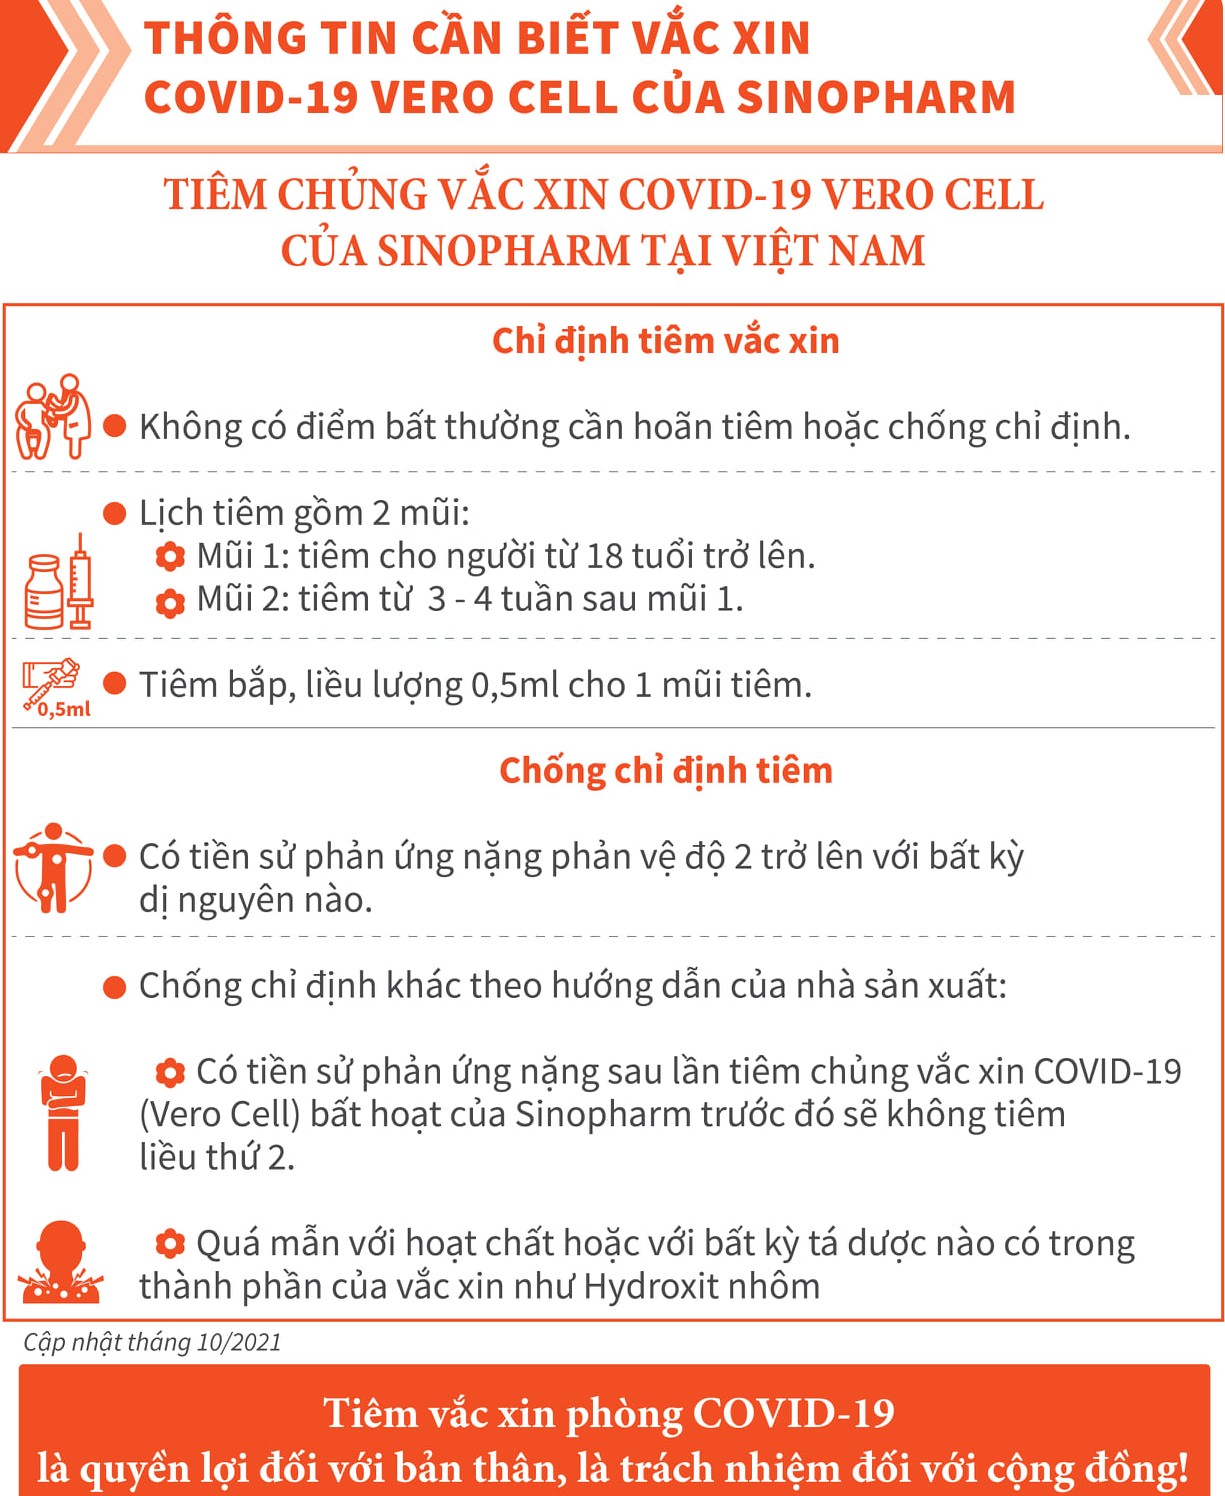 THÔNG TIN CẦN BIẾT VẮC XIN
COVID-19 VERO CELL CỦA SINOPHARM
TIÊM CHỦNG VẮC XIN COVID-19 VERO CELL
CỦA SINOPHARM TẠI VIỆT NAM
Chỉ định tiêm vắc xin
Không có điểm bất thường cần hoãn tiêm hoặc chống chỉ định.
Lịch tiêm gồm 2 mũi:
Mũi 1: tiêm cho người từ 18 tuổi trở lên.
Mũi 2: tiêm từ 3 - 4 tuần sau mũi 1.
0,5ml
Tiêm bắp, liều lượng 0,5ml cho 1 mũi tiêm.
Chống chỉ định tiêm
Có tiền sử phản ứng nặng phản vệ độ 2 trở lên với bất kỳ
dị nguyên nào.
Chống chỉ định khác theo hướng dẫn của nhà sản xuất:
Có tiền sử phản ứng nặng sau lần tiêm chủng vắc xin COVID-19
(Vero Cell) bất hoạt của Sinopharm trước đó sẽ không tiêm
liều thứ 2.
Quá mẫn với hoạt chất hoặc với bất kỳ tá dược nào có trong
thành phần của vắc xin như Hydroxit nhôm
Cập nhật tháng 10/2021
Tiêm vắc xin phòng COVID-19
là quyền lợi đối với bản thân, là trách nhiệm đối với cộng đồng!